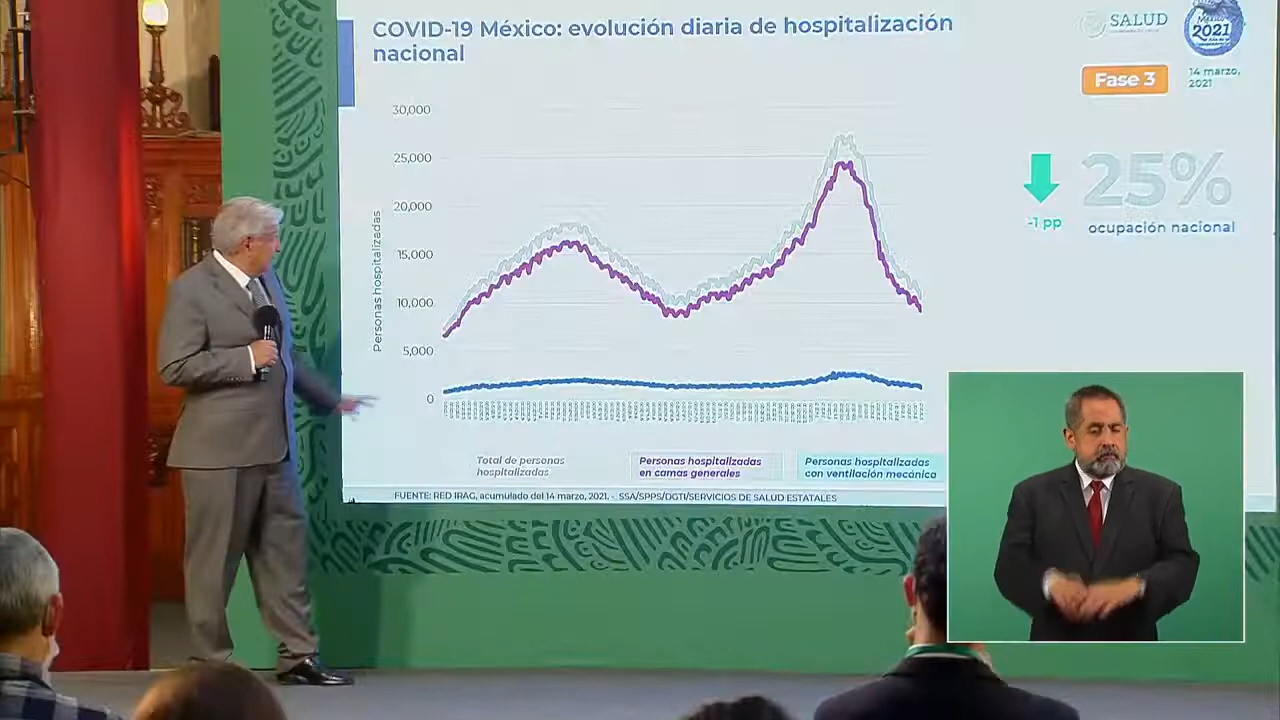 COVID-19 México: evolución diaria de hospitalización
nacional
SALUD
México
2021
Fase 3
14 marzo,
2021
30,000
25,000
20,000
15,000
10,000
5,000
0
Personas hospitalizadas
-1 pp
25%
ocupación nacional
Total de personas
hospitalizadas
Personas hospitalizadas
en camas generales
Personas hospitalizadas
con ventilación mecánica
FUENTE: RED IRAG, acumulado del 14 marzo, 2021. - SSA/SPPS/DGTI/SERVICIOS DE SALUD ESTATALES